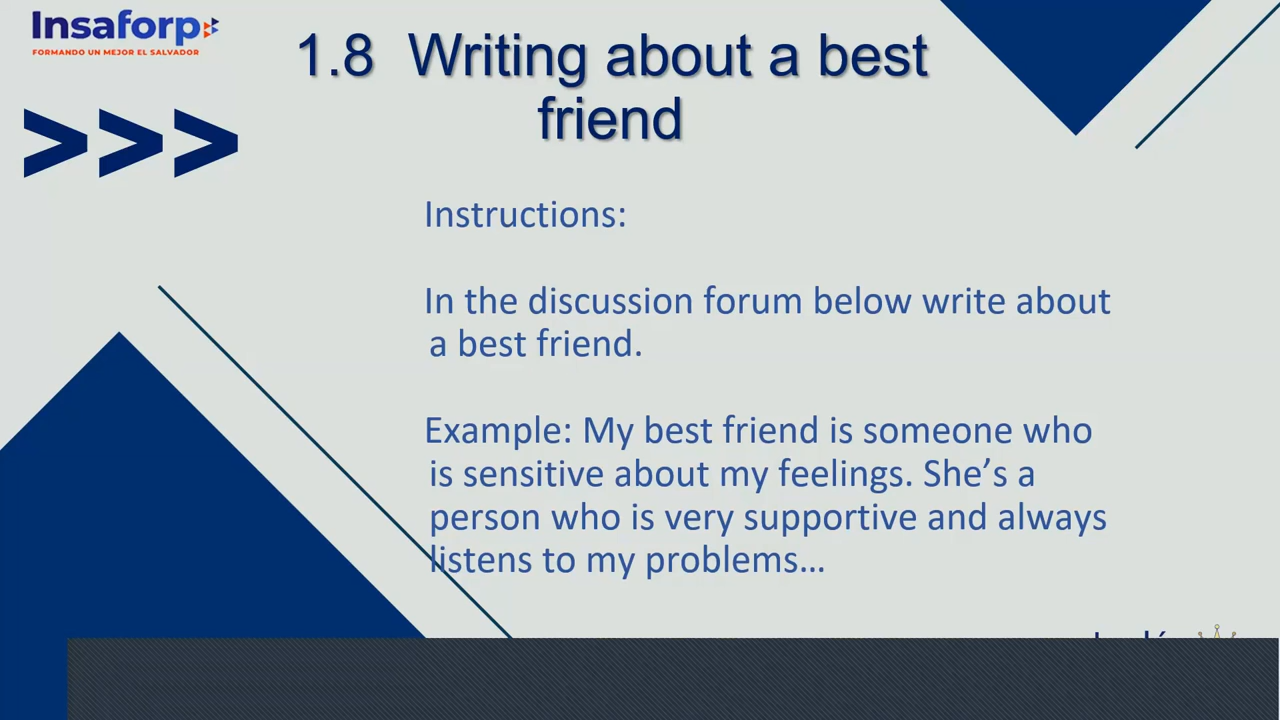 Insaforp
FORMANDO UN MEJOR EL SALVADOR
1.8 Writing about a best
friend
>>>
Instructions:
In the discussion forum below write about
a best friend.
Example: My best friend is someone who
is sensitive about my feelings. She’s a
person who is very supportive and always
listens to my problems…